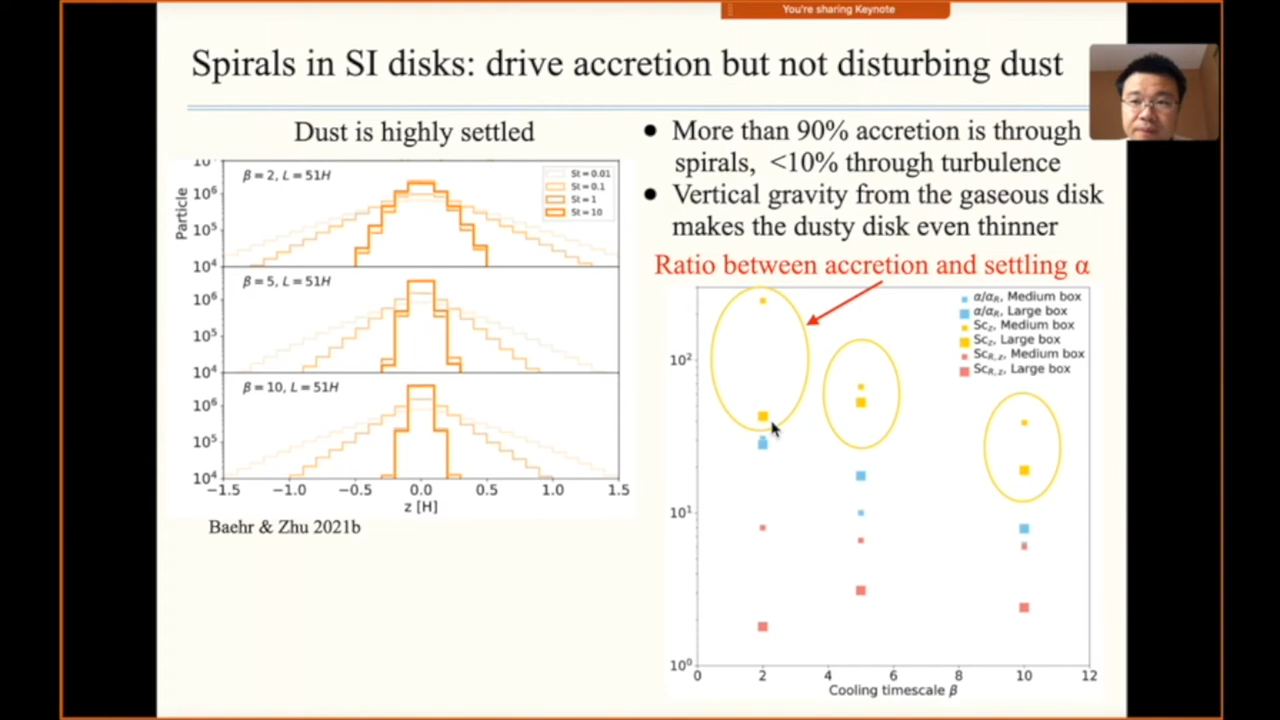 You're sharing Keynote
Spirals in SI disks: drive accretion but not disturbing dust
Dust is highly settled
Particle
10⁷
β = 2, L = 51H
10⁶
10⁵
10⁴
St = 0.01
St = 0.1
St = 1
St = 10
β = 5, L = 51H
10⁶
10⁵
10⁴
β = 10, L = 51H
10⁶
10⁵
10⁴
−1.5 −1.0 −0.5 0.0 0.5 1.0 1.5
z [H]
Baehr & Zhu 2021b
● More than 90% accretion is through
spirals, <10% through turbulence
● Vertical gravity from the gaseous disk
makes the dusty disk even thinner
Ratio between accretion and settling α
α/α_R, Medium box
α/α_R, Large box
Sc_z, Medium box
Sc_z, Large box
Sc_R,z, Medium box
Sc_R,z, Large box
10²
10¹
10⁰
0 2 4 6 8 10 12
Cooling timescale β